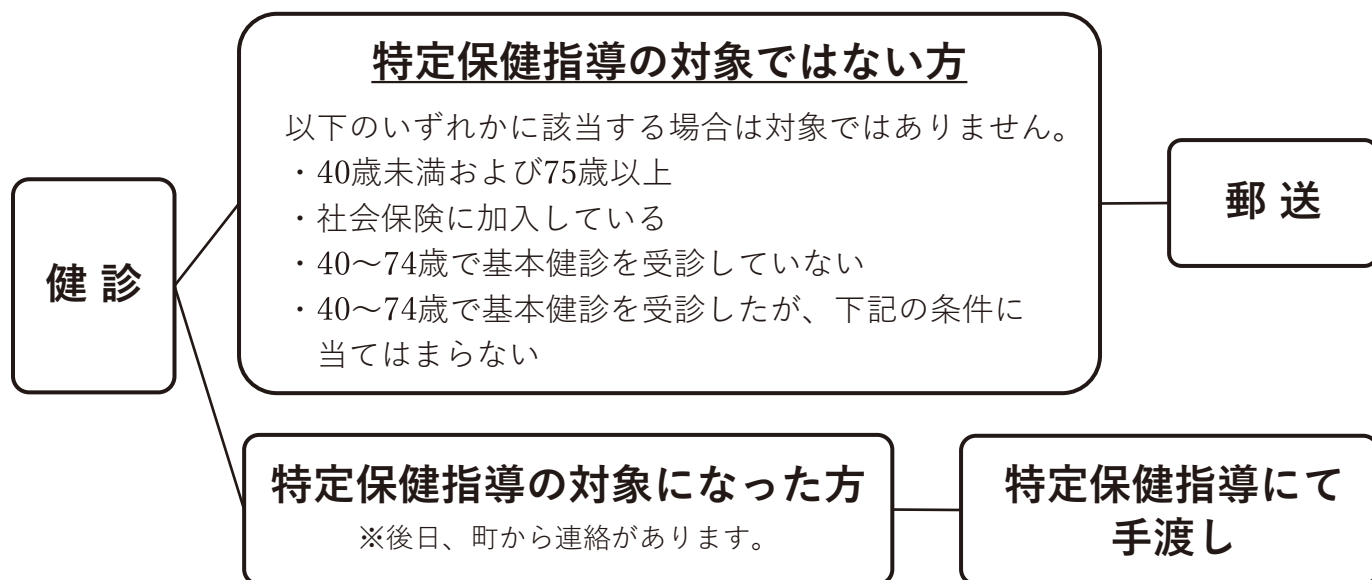 健 診
特定保健指導の対象ではない方
以下のいずれかに該当する場合は対象ではありません。
・40歳未満および75歳以上
・社会保険に加入している
・40～74歳で基本健診を受診していない
・40～74歳で基本健診を受診したが、下記の条件に
当てはまらない
郵 送
特定保健指導の対象になった方
※後日、町から連絡があります。
特定保健指導にて
手渡し